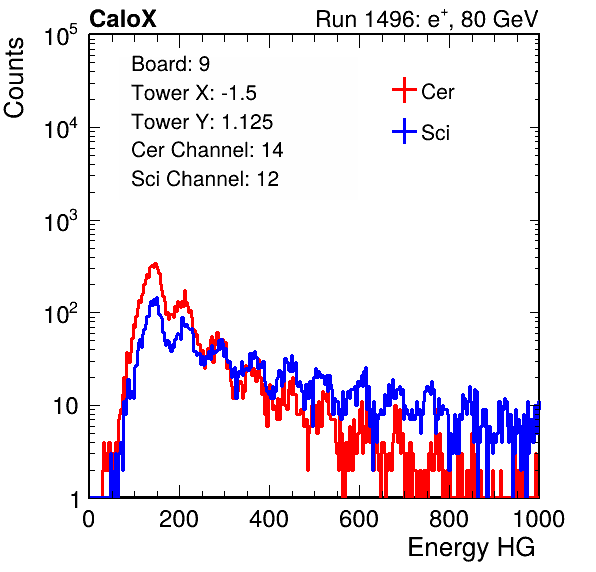 CaloX Run 1496: e⁺, 80 GeV
Counts
Board: 9
Tower X: -1.5
Tower Y: 1.125
Cer Channel: 14
Sci Channel: 12
Cer
Sci
10⁵
10⁴
10³
10²
10
1
0 200 400 600 800 1000
Energy HG